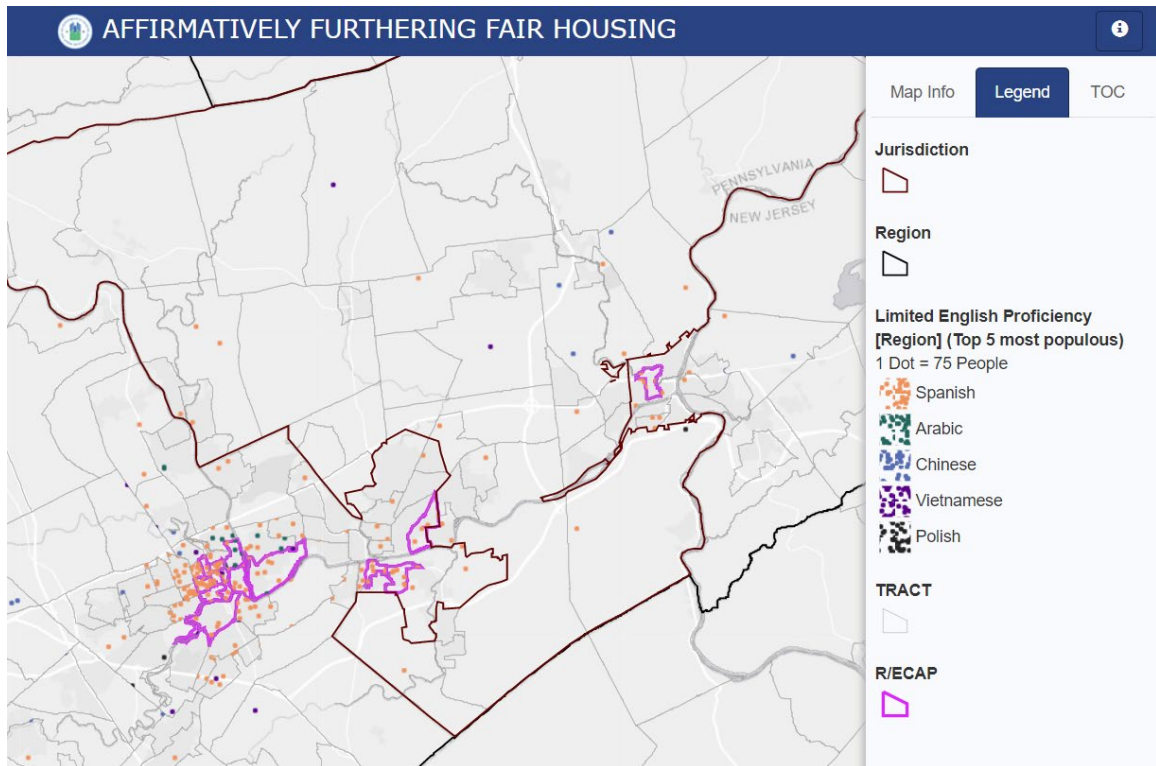 AFFIRMATIVELY FURTHERING FAIR HOUSING
Map Info
Legend
TOC
Jurisdiction
Region
Limited English Proficiency
[Region] (Top 5 most populous)
1 Dot = 75 People
Spanish
Arabic
Chinese
Vietnamese
Polish
TRACT
R/ECAP
PENNSYLVANIA
NEW JERSEY